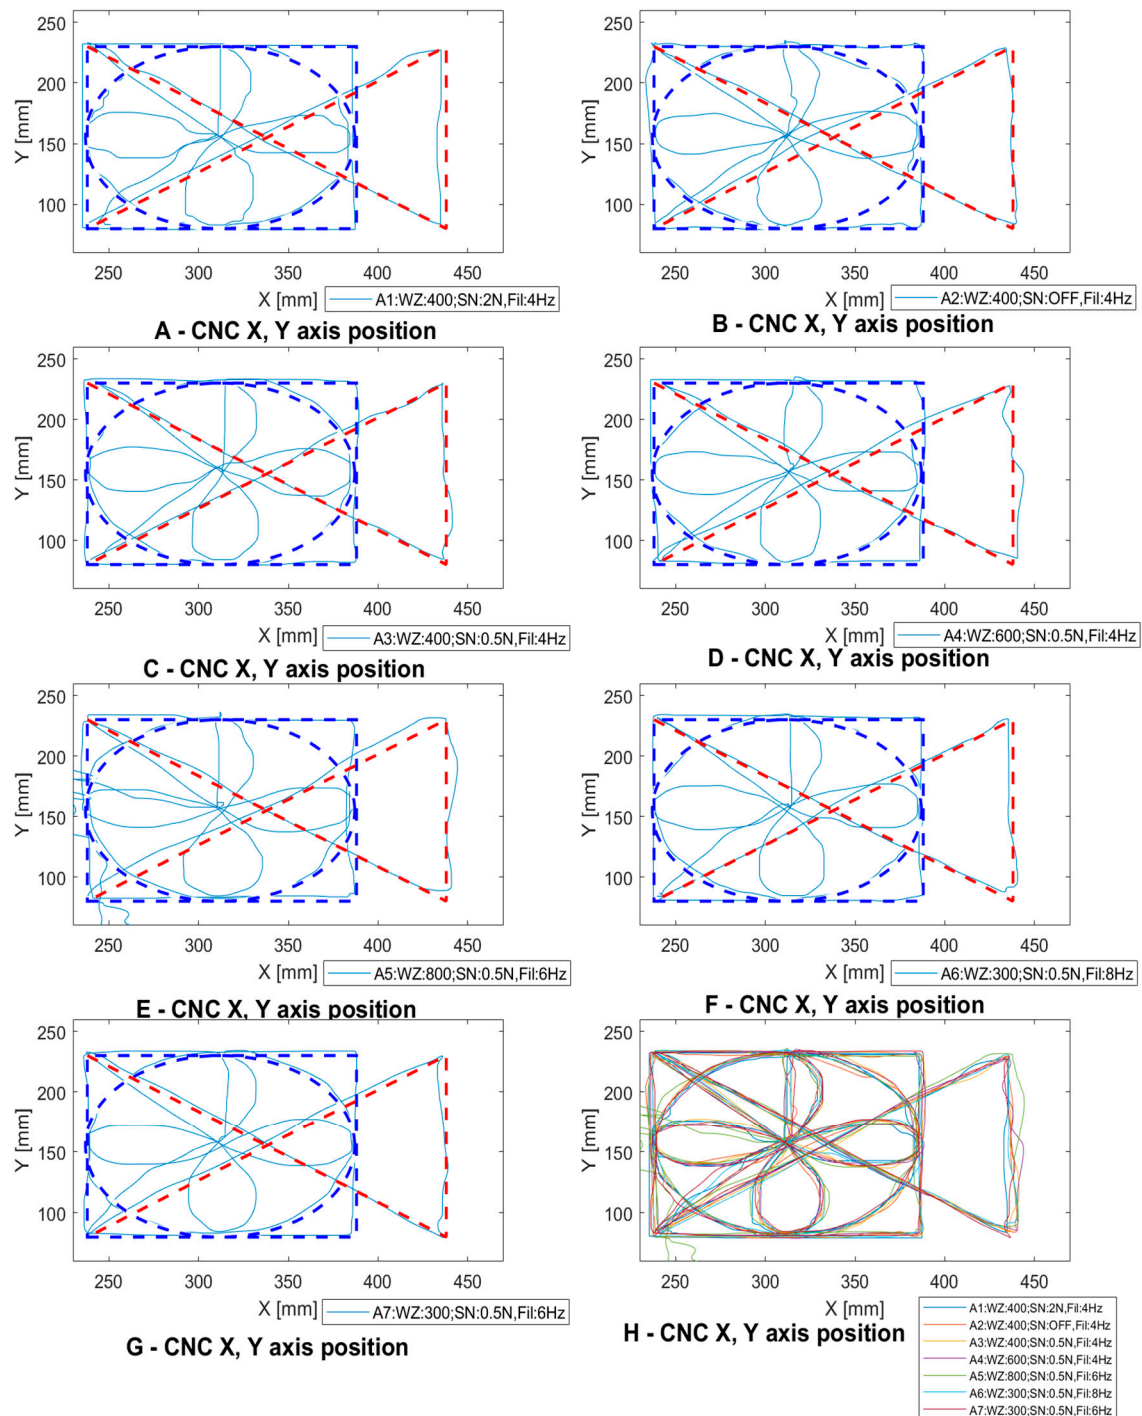 250
200
150
100
Y [mm]
250 300 350 400 450
X [mm]
A1:WZ:400;SN:2N,Fil:4Hz
A - CNC X, Y axis position
250
200
150
100
Y [mm]
250 300 350 400 450
X [mm]
A2:WZ:400;SN:OFF,Fil:4Hz
B - CNC X, Y axis position
250
200
150
100
Y [mm]
250 300 350 400 450
X [mm]
A3:WZ:400;SN:0.5N,Fil:4Hz
C - CNC X, Y axis position
250
200
150
100
Y [mm]
250 300 350 400 450
X [mm]
A4:WZ:600;SN:0.5N,Fil:4Hz
D - CNC X, Y axis position
250
200
150
100
Y [mm]
250 300 350 400 450
X [mm]
A5:WZ:800;SN:0.5N,Fil:6Hz
E - CNC X, Y axis position
250
200
150
100
Y [mm]
250 300 350 400 450
X [mm]
A6:WZ:300;SN:0.5N,Fil:8Hz
F - CNC X, Y axis position
250
200
150
100
Y [mm]
250 300 350 400 450
X [mm]
A7:WZ:300;SN:0.5N,Fil:6Hz
G - CNC X, Y axis position
250
200
150
100
Y [mm]
250 300 350 400 450
X [mm]
H - CNC X, Y axis position
A1:WZ:400;SN:2N,Fil:4Hz
A2:WZ:400;SN:OFF,Fil:4Hz
A3:WZ:400;SN:0.5N,Fil:4Hz
A4:WZ:600;SN:0.5N,Fil:4Hz
A5:WZ:800;SN:0.5N,Fil:6Hz
A6:WZ:300;SN:0.5N,Fil:8Hz
A7:WZ:300;SN:0.5N,Fil:6Hz